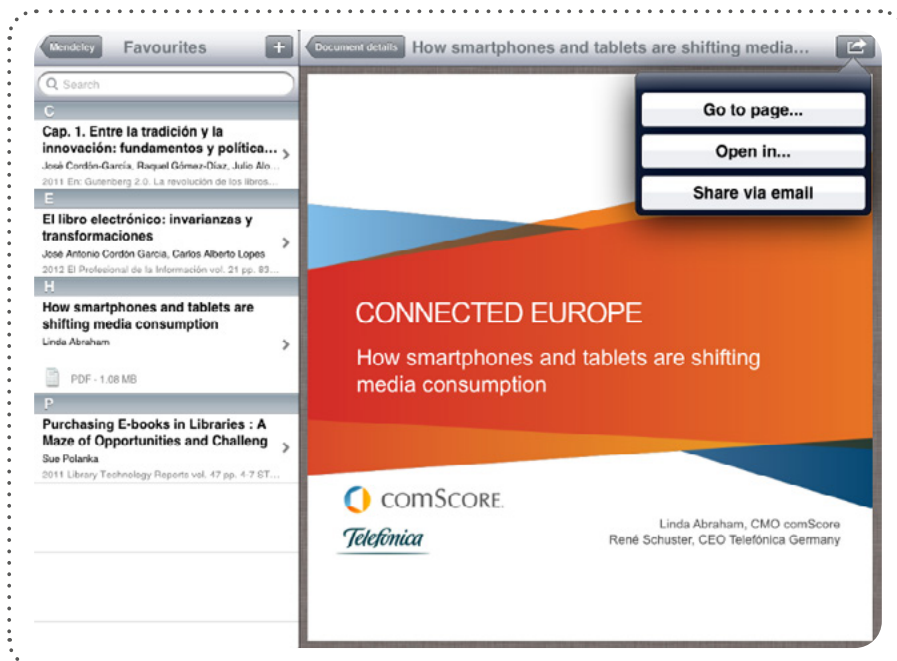 Mendeley
Favourites
+
Search
C
Cap. 1. Entre la tradición y la
innovación: fundamentos y política...
José Cordón-García, Raquel Gómez-Díaz, Julio Alo...
2011 En: Gutenberg 2.0. La revolución de los libros...
E
El libro electrónico: invarianzas y
transformaciones
José Antonio Cordón García, Carlos Alberto Lopes
2012 El Profesional de la Información vol. 21 pp. 83...
H
How smartphones and tablets are
shifting media consumption
Linda Abraham
PDF - 1.08 MB
P
Purchasing E-books in Libraries : A
Maze of Opportunities and Challeng
Sue Polanka
2011 Library Technology Reports vol. 47 pp. 4-7 ST...
Document details
How smartphones and tablets are shifting media...
Go to page...
Open in...
Share via email
CONNECTED EUROPE
How smartphones and tablets are shifting
media consumption
comScore.
Telefónica
Linda Abraham, CMO comScore
René Schuster, CEO Telefónica Germany